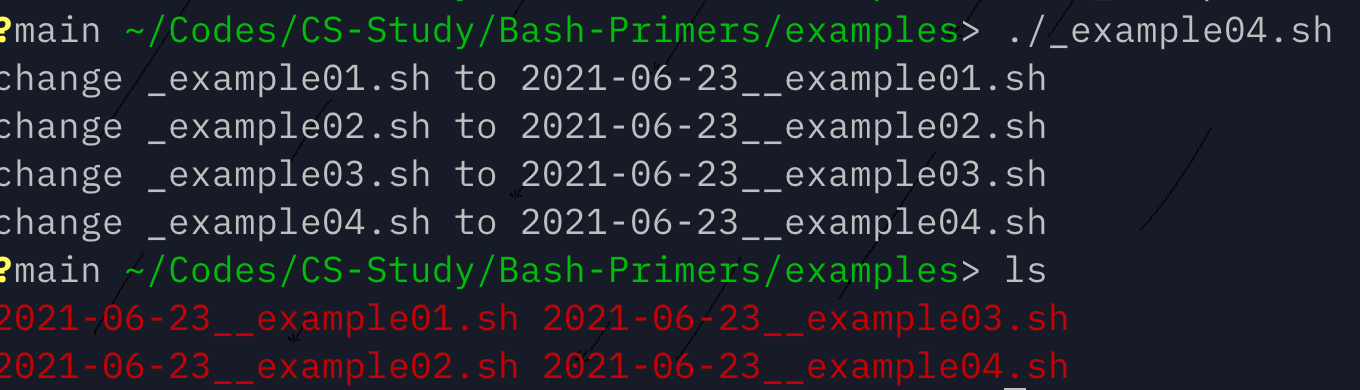 ?main ~/Codes/CS-Study/Bash-Primers/examples> ./_example04.sh
change _example01.sh to 2021-06-23__example01.sh
change _example02.sh to 2021-06-23__example02.sh
change _example03.sh to 2021-06-23__example03.sh
change _example04.sh to 2021-06-23__example04.sh
?main ~/Codes/CS-Study/Bash-Primers/examples> ls
2021-06-23__example01.sh 2021-06-23__example03.sh
2021-06-23__example02.sh 2021-06-23__example04.sh